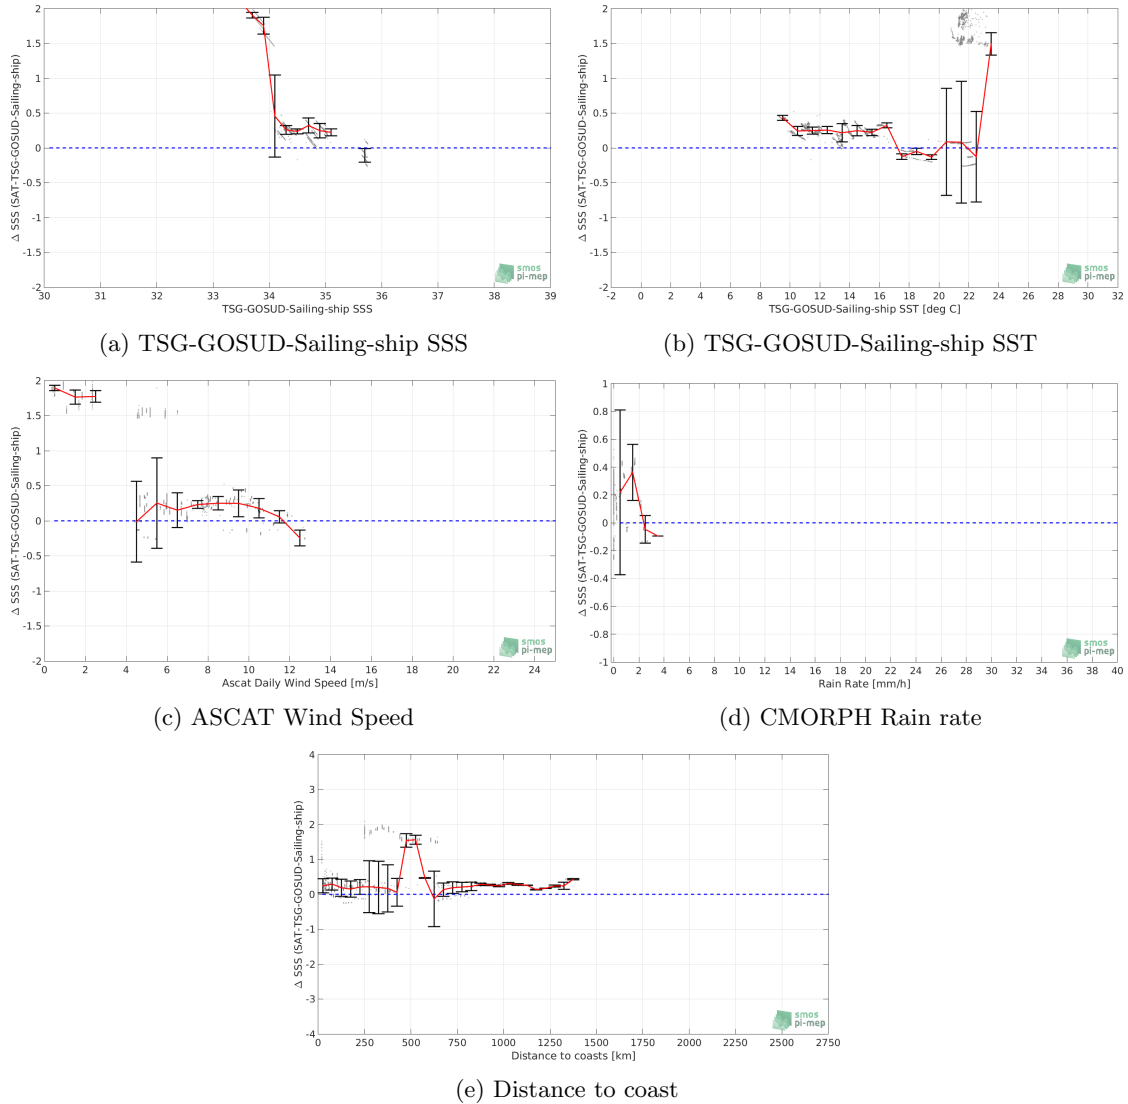 2
1.5
1
0.5
0
-0.5
-1
-1.5
-2
Δ SSS (SAT-TSG-GOSUD-Sailing-ship)
30 31 32 33 34 35 36 37 38 39
TSG-GOSUD-Sailing-ship SSS
smos
pi-mep
(a) TSG-GOSUD-Sailing-ship SSS
2
1.5
1
0.5
0
-0.5
-1
-1.5
-2
Δ SSS (SAT-TSG-GOSUD-Sailing-ship)
-2 0 2 4 6 8 10 12 14 16 18 20 22 24 26 28 30 32
TSG-GOSUD-Sailing-ship SST [deg C]
smos
pi-mep
(b) TSG-GOSUD-Sailing-ship SST
2
1.5
1
0.5
0
-0.5
-1
-1.5
-2
Δ SSS (SAT-TSG-GOSUD-Sailing-ship)
0 2 4 6 8 10 12 14 16 18 20 22 24
Ascat Daily Wind Speed [m/s]
smos
pi-mep
(c) ASCAT Wind Speed
1
0.8
0.6
0.4
0.2
0
-0.2
-0.4
-0.6
-0.8
-1
Δ SSS (SAT-TSG-GOSUD-Sailing-ship)
0 2 4 6 8 10 12 14 16 18 20 22 24 26 28 30 32 34 36 38 40
Rain Rate [mm/h]
smos
pi-mep
(d) CMORPH Rain rate
4
3
2
1
0
-1
-2
-3
-4
Δ SSS (SAT-TSG-GOSUD-Sailing-ship)
0 250 500 750 1000 1250 1500 1750 2000 2250 2500 2750
Distance to coasts [km]
smos
pi-mep
(e) Distance to coast